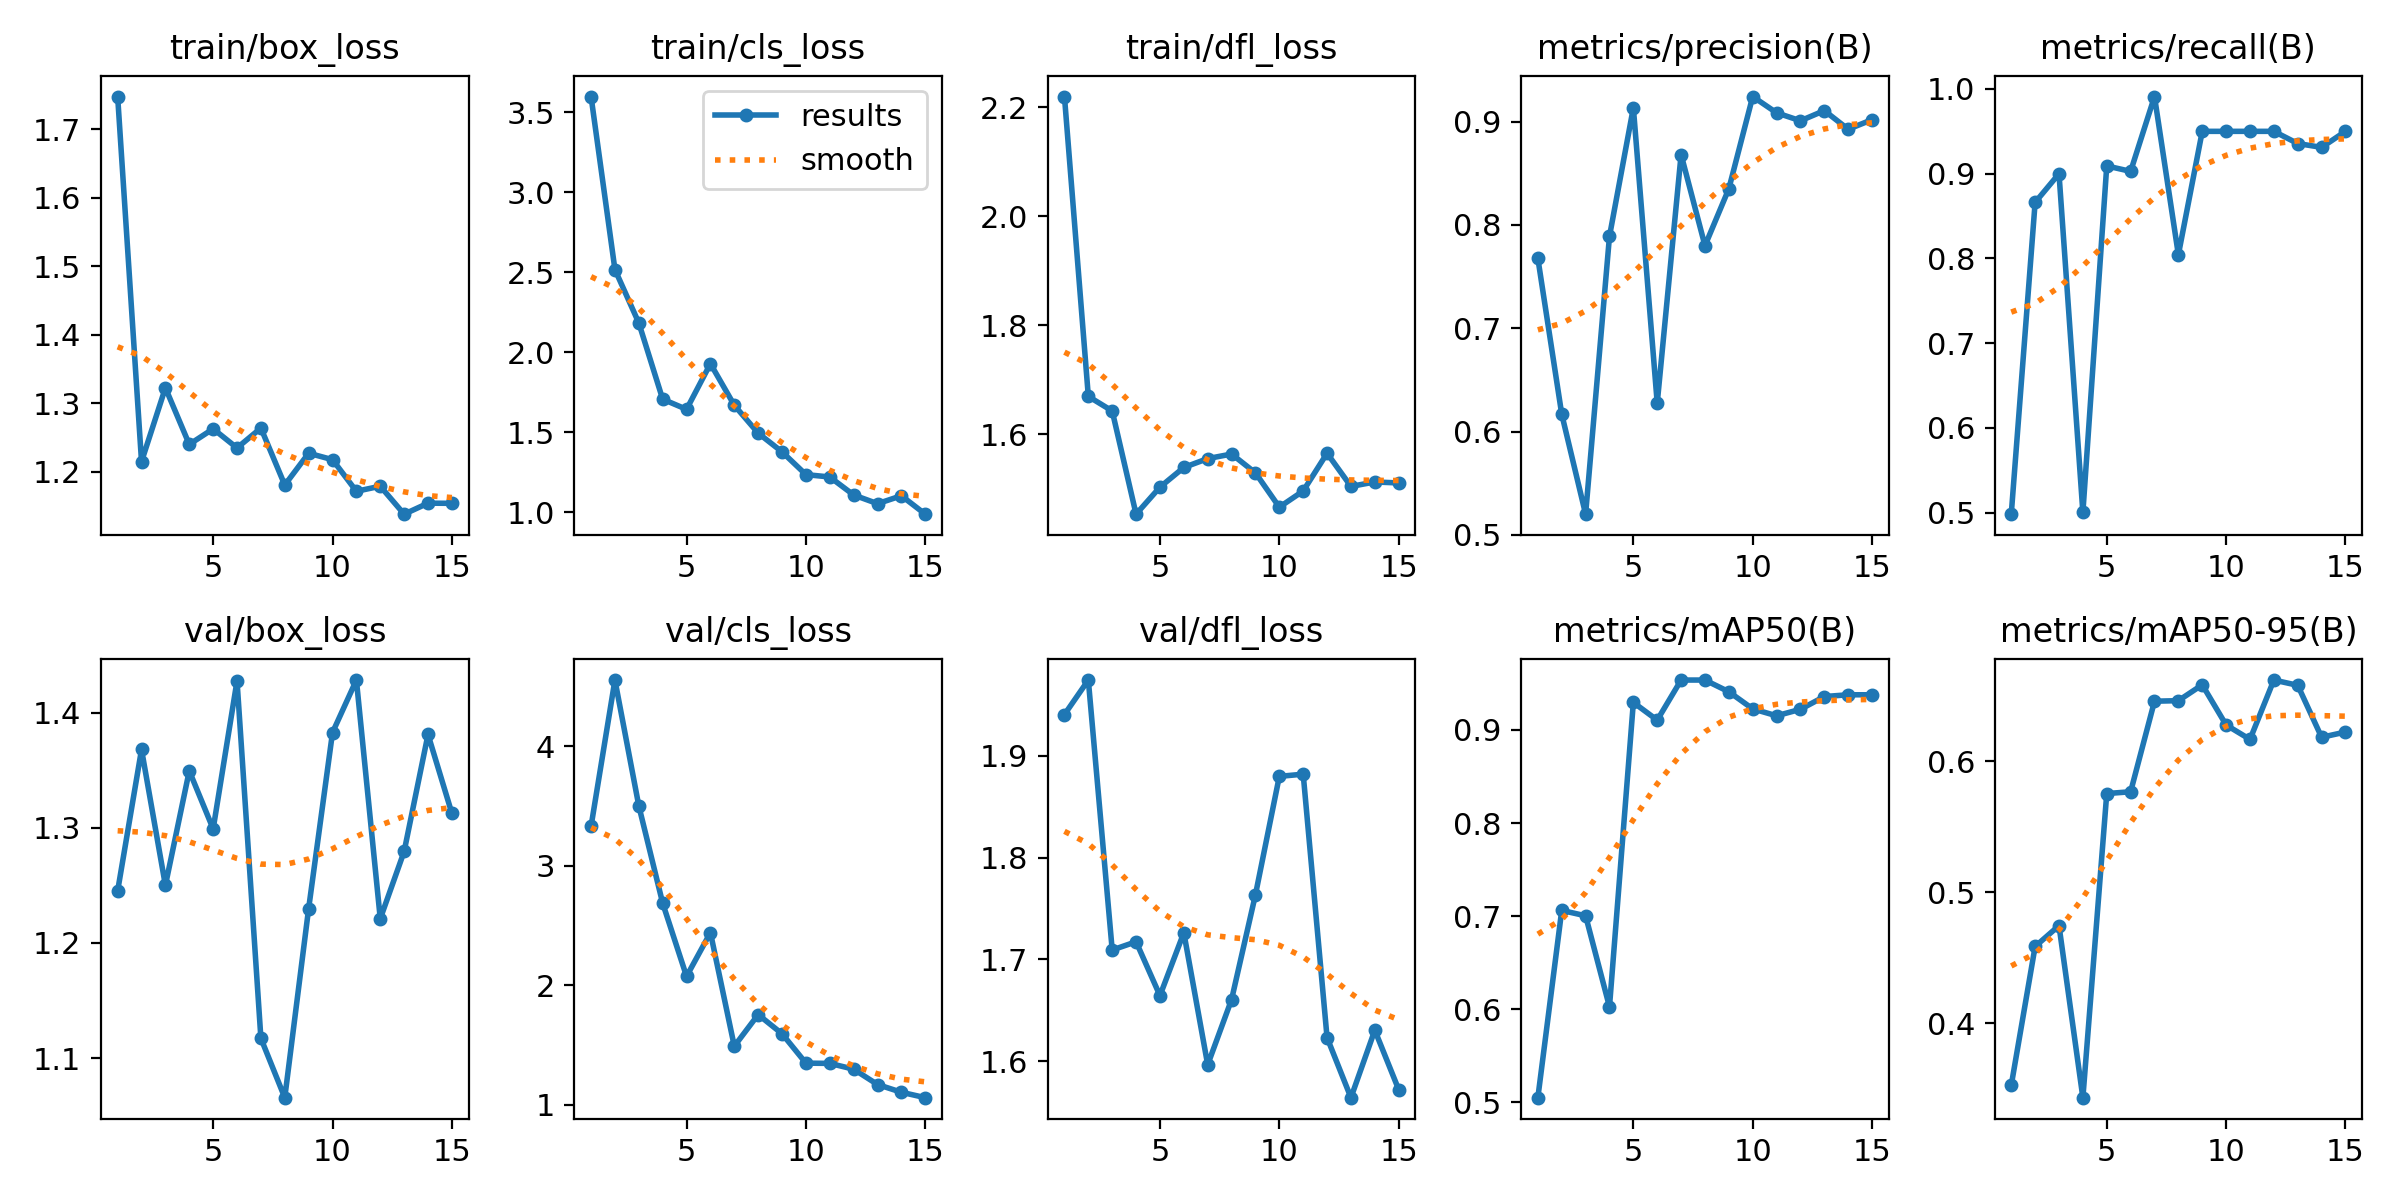 train/box_loss
train/cls_loss
train/dfl_loss
metrics/precision(B)
metrics/recall(B)
1.7
1.6
1.5
1.4
1.3
1.2
5 10 15
3.5
3.0
2.5
2.0
1.5
1.0
results
smooth
5 10 15
2.2
2.0
1.8
1.6
5 10 15
0.9
0.8
0.7
0.6
0.5
5 10 15
1.0
0.9
0.8
0.7
0.6
0.5
5 10 15
val/box_loss
val/cls_loss
val/dfl_loss
metrics/mAP50(B)
metrics/mAP50-95(B)
1.4
1.3
1.2
1.1
5 10 15
4
3
2
1
5 10 15
1.9
1.8
1.7
1.6
5 10 15
0.9
0.8
0.7
0.6
0.5
5 10 15
0.6
0.5
0.4
5 10 15